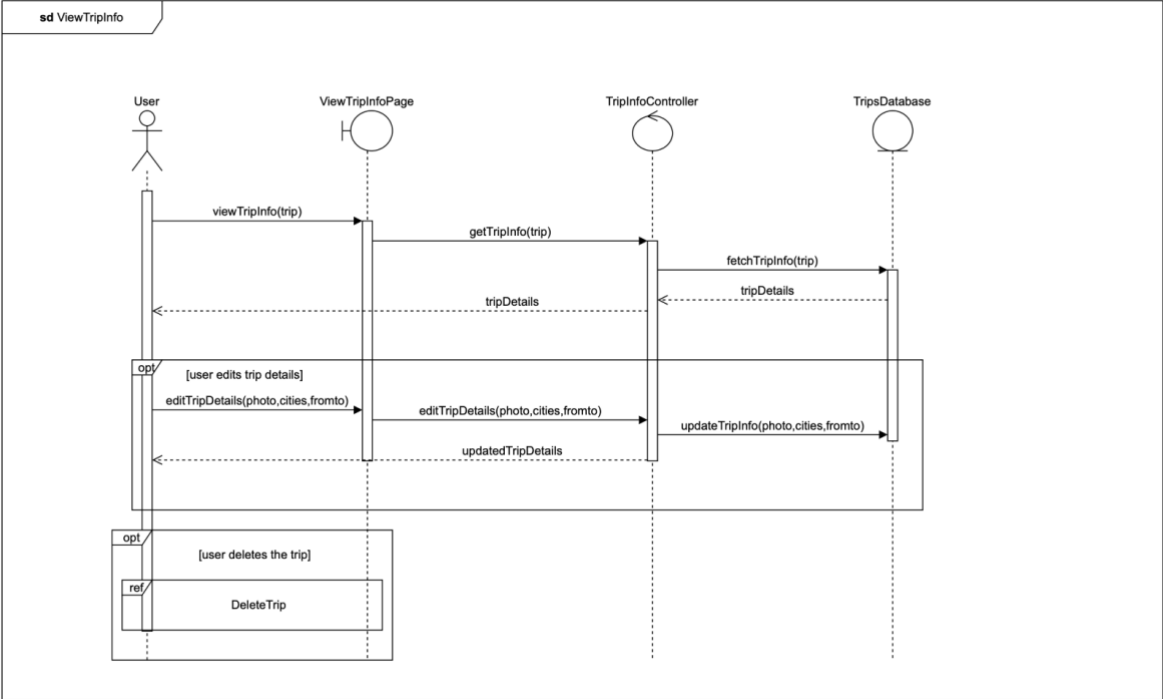 sd ViewTripInfo
User
ViewTripInfoPage
TripInfoController
TripsDatabase
viewTripInfo(trip)
getTripInfo(trip)
fetchTripInfo(trip)
tripDetails
tripDetails
opt
[user edits trip details]
editTripDetails(photo,cities,fromto)
editTripDetails(photo,cities,fromto)
updateTripInfo(photo,cities,fromto)
updatedTripDetails
opt
[user deletes the trip]
ref
DeleteTrip